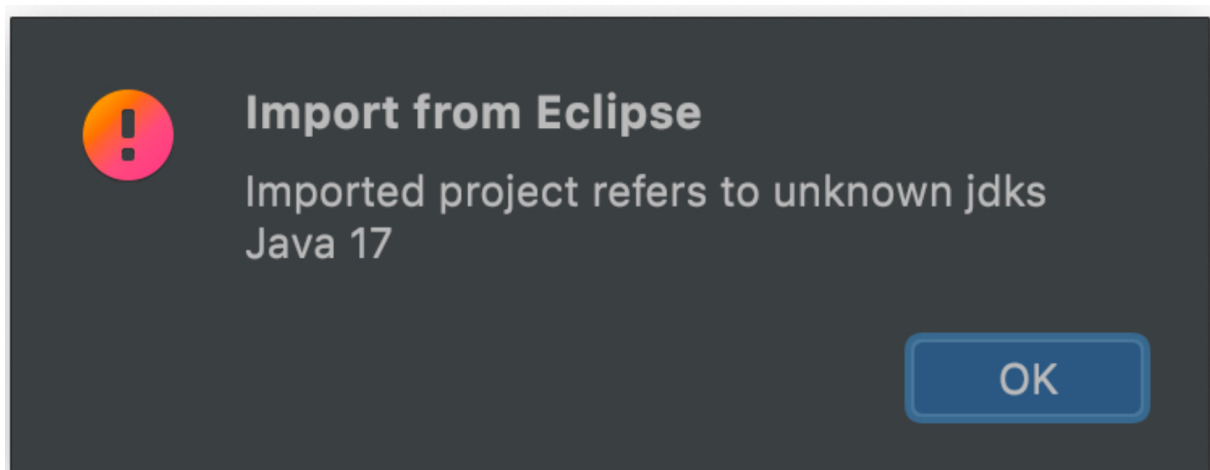 Import from Eclipse
Imported project refers to unknown jdks
Java 17
OK